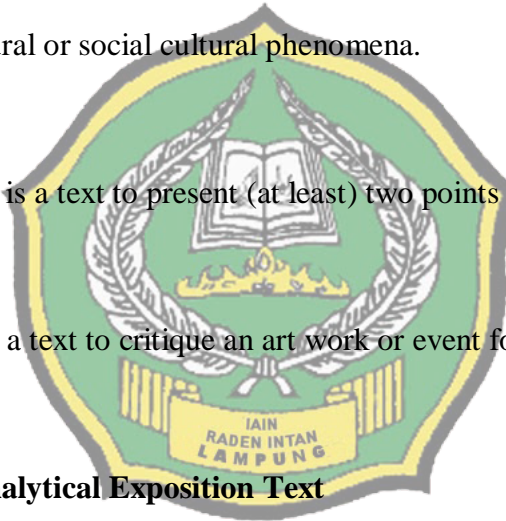 ural or social cultural phenomena.
is a text to present (at least) two points
a text to critique an art work or event fo
IAIN
RADEN INTAN
LAMPUNG
alytical Exposition Text